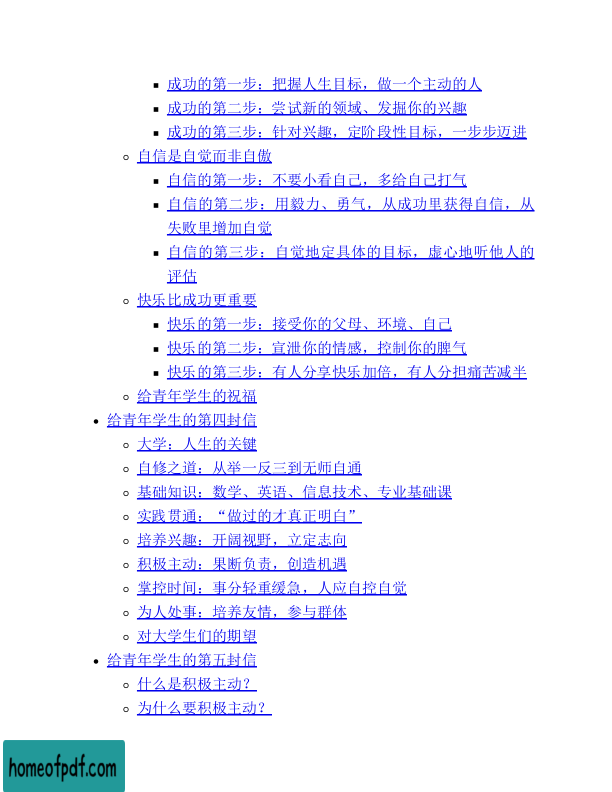 成功的第一步：把握人生目标，做一个主动的人
成功的第二步：尝试新的领域、发掘你的兴趣
成功的第三步：针对兴趣，定阶段性目标，一步步迈进
自信是自觉而非自傲
自信的第一步：不要小看自己，多给自己打气
自信的第二步：用毅力、勇气，从成功里获得自信，从
失败里增加自觉
自信的第三步：自觉地定具体的目标，虚心地听他人的
评估
快乐比成功更重要
快乐的第一步：接受你的父母、环境、自己
快乐的第二步：宣泄你的情感，控制你的脾气
快乐的第三步：有人分享快乐加倍，有人分担痛苦减半
给青年学生的祝福
给青年学生的第四封信
大学：人生的关键
自修之道：从举一反三到无师自通
基础知识：数学、英语、信息技术、专业基础课
实践贯通：“做过的才真正明白”
培养兴趣：开阔视野，立定志向
积极主动：果断负责，创造机遇
掌控时间：事分轻重缓急，人应自控自觉
为人处事：培养友情，参与群体
对大学生们的期望
给青年学生的第五封信
什么是积极主动？
为什么要积极主动？
homeofpdf.com